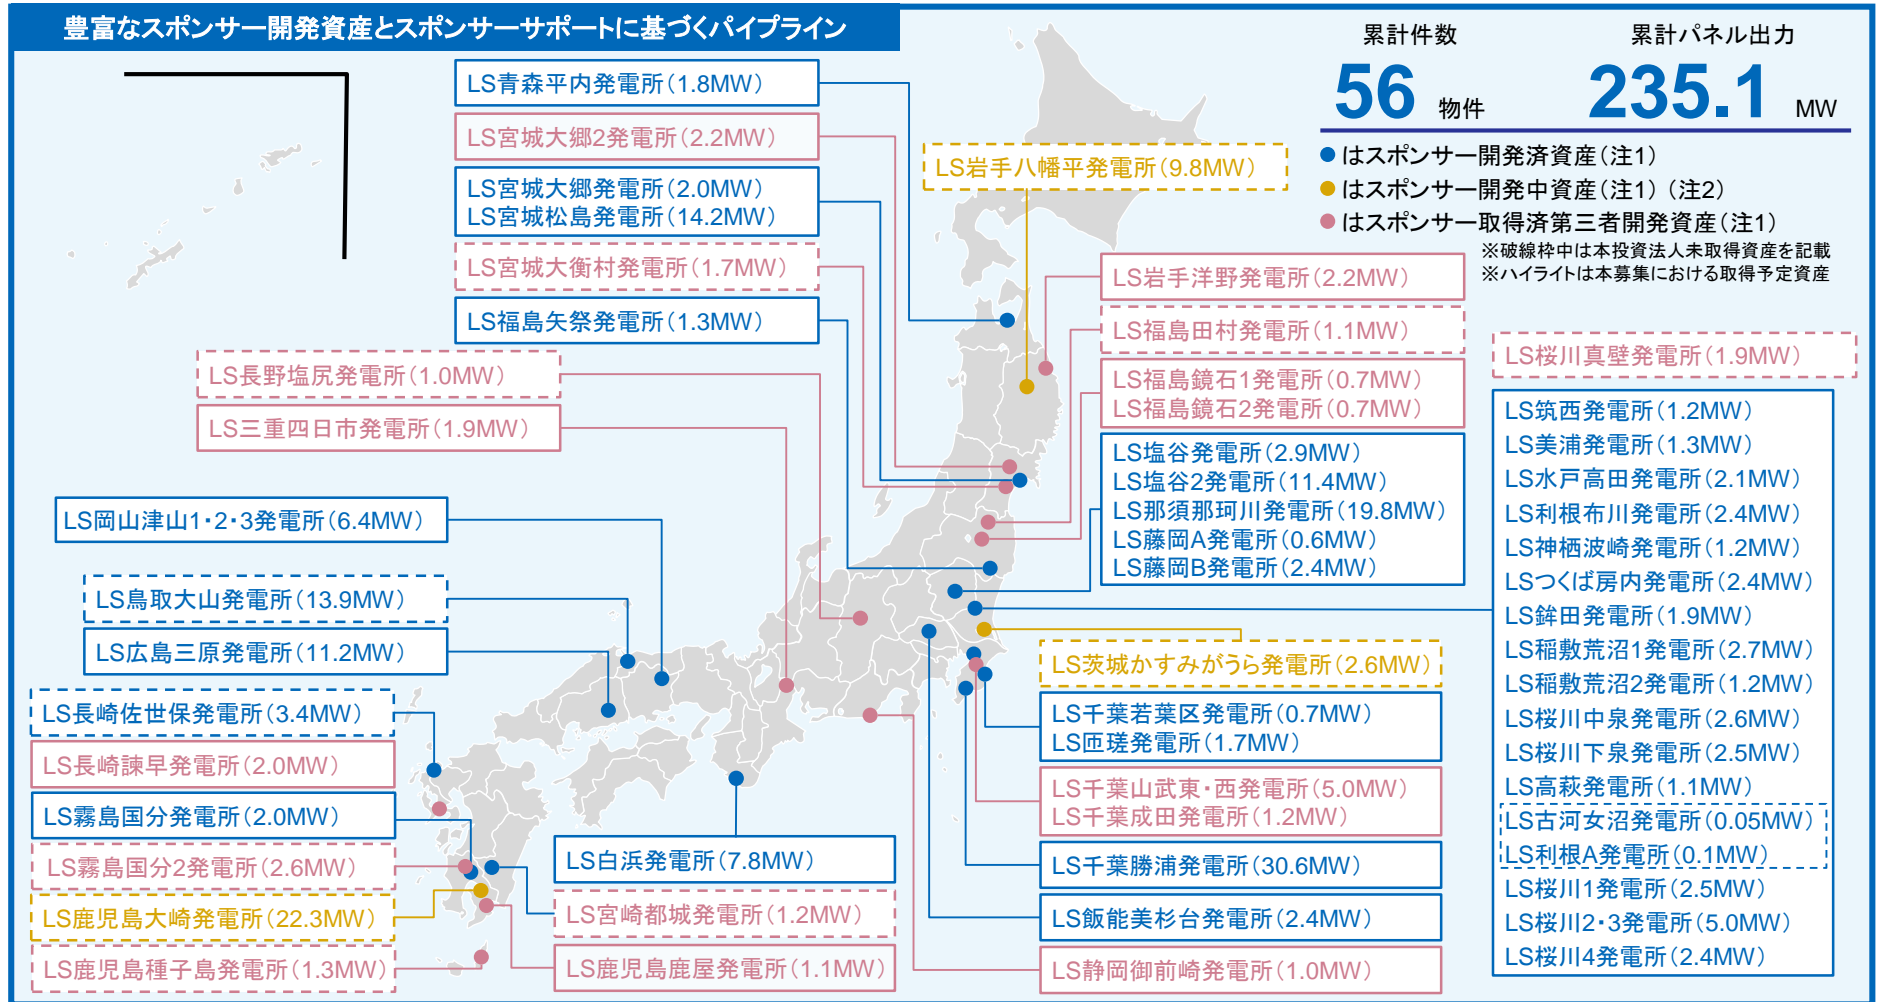 豊富なスポンサー開発資産とスポンサーサポートに基づくパイプライン
累計件数
56 物件
累計パネル出力
235.1 MW
●はスポンサー開発済資産(注1)
●はスポンサー開発中資産(注1) (注2)
●はスポンサー取得済第三者開発資産(注1)
※破線枠中は本投資法人未取得資産を記載
※ハイライトは本募集における取得予定資産
LS青森平内発電所(1.8MW)
LS宮城大郷2発電所(2.2MW)
LS宮城大郷発電所(2.0MW)
LS宮城松島発電所(14.2MW)
LS宮城大衡村発電所(1.7MW)
LS福島矢祭発電所(1.3MW)
LS長野塩尻発電所(1.0MW)
LS三重四日市発電所(1.9MW)
LS岡山津山1・2・3発電所(6.4MW)
LS鳥取大山発電所(13.9MW)
LS広島三原発電所(11.2MW)
LS長崎佐世保発電所(3.4MW)
LS長崎諫早発電所(2.0MW)
LS霧島国分発電所(2.0MW)
LS霧島国分2発電所(2.6MW)
LS鹿児島大崎発電所(22.3MW)
LS鹿児島種子島発電所(1.3MW)
LS白浜発電所(7.8MW)
LS宮崎都城発電所(1.2MW)
LS鹿児島鹿屋発電所(1.1MW)
LS岩手八幡平発電所(9.8MW)
LS岩手洋野発電所(2.2MW)
LS福島田村発電所(1.1MW)
LS福島鏡石1発電所(0.7MW)
LS福島鏡石2発電所(0.7MW)
LS塩谷発電所(2.9MW)
LS塩谷2発電所(11.4MW)
LS那須那珂川発電所(19.8MW)
LS藤岡A発電所(0.6MW)
LS藤岡B発電所(2.4MW)
LS茨城かすみがうら発電所(2.6MW)
LS千葉若葉区発電所(0.7MW)
LS匝瑳発電所(1.7MW)
LS千葉山武東・西発電所(5.0MW)
LS千葉成田発電所(1.2MW)
LS千葉勝浦発電所(30.6MW)
LS飯能美杉台発電所(2.4MW)
LS静岡御前崎発電所(1.0MW)
LS桜川真壁発電所(1.9MW)
LS筑西発電所(1.2MW)
LS美浦発電所(1.3MW)
LS水戸高田発電所(2.1MW)
LS利根布川発電所(2.4MW)
LS神栖波崎発電所(1.2MW)
LSつくば房内発電所(2.4MW)
LS鉾田発電所(1.9MW)
LS稲敷荒沼1発電所(2.7MW)
LS稲敷荒沼2発電所(1.2MW)
LS桜川中泉発電所(2.6MW)
LS桜川下泉発電所(2.5MW)
LS高萩発電所(1.1MW)
LS古河女沼発電所(0.05MW)
LS利根A発電所(0.1MW)
LS桜川1発電所(2.5MW)
LS桜川2・3発電所(5.0MW)
LS桜川4発電所(2.4MW)